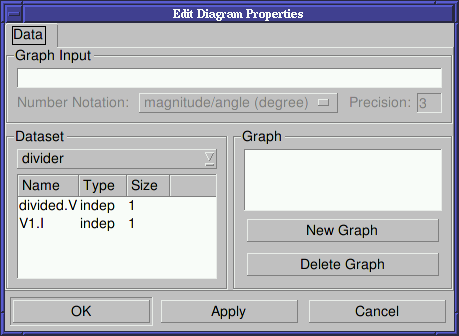 Edit Diagram Properties
Data
Graph Input
Number Notation: magnitude/angle (degree) Precision: 3
Dataset
divider
Name Type Size
divided.V indep 1
V1.I indep 1
Graph
New Graph
Delete Graph
OK Apply Cancel